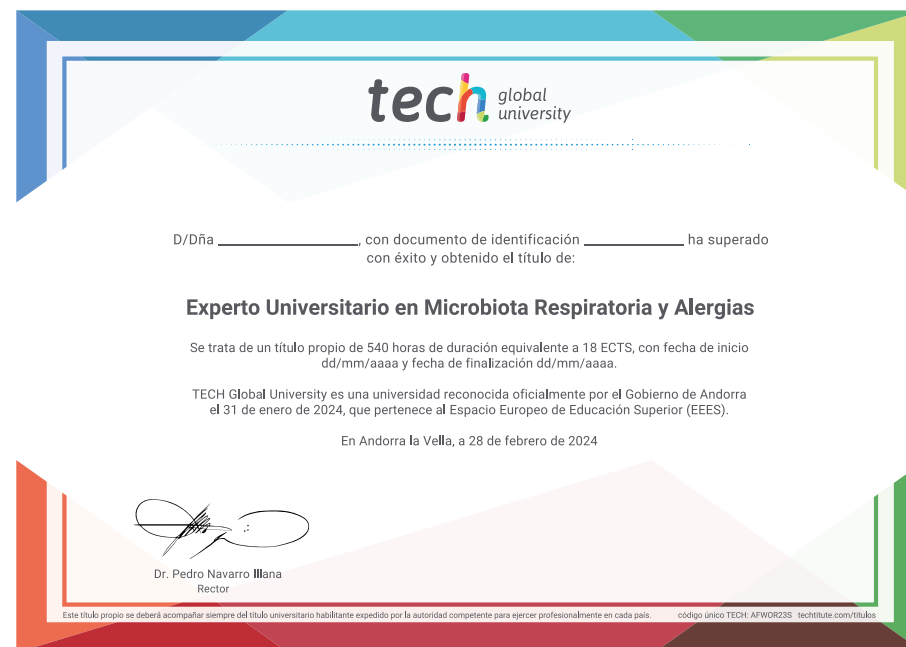 tech global university
D/Dña ____________________, con documento de identificación ______________ ha superado
con éxito y obtenido el título de:
Experto Universitario en Microbiota Respiratoria y Alergias
Se trata de un título propio de 540 horas de duración equivalente a 18 ECTS, con fecha de inicio
dd/mm/aaaa y fecha de finalización dd/mm/aaaa.
TECH Global University es una universidad reconocida oficialmente por el Gobierno de Andorra
el 31 de enero de 2024, que pertenece al Espacio Europeo de Educación Superior (EEES).
En Andorra la Vella, a 28 de febrero de 2024
Dr. Pedro Navarro Illana
Rector
Este título propio se deberá acompañar siempre del título universitario habilitante expedido por la autoridad competente para ejercer profesionalmente en cada país. código único TECH: AFWOR23S techtitute.com/titulos